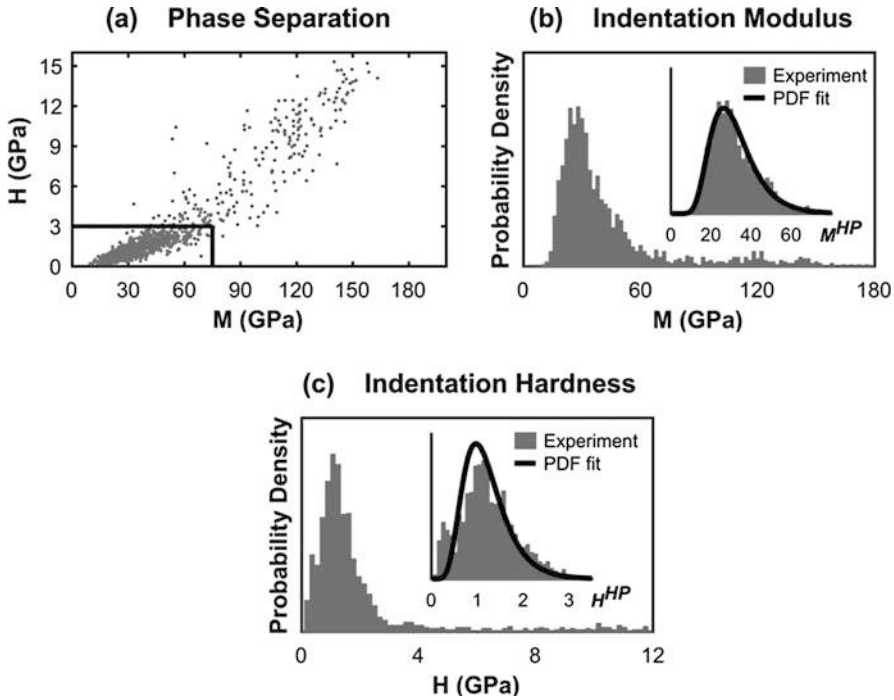 (a) Phase Separation
H (GPa)
15
12
9
6
3
0
0 30 60 90 120 150 180
M (GPa)
(b) Indentation Modulus
Probability Density
Experiment
PDF fit
0 20 40 60 M^HP
0 60 120 180
M (GPa)
(c) Indentation Hardness
Probability Density
Experiment
PDF fit
0 1 2 3 H^HP
0 4 8 12
H (GPa)